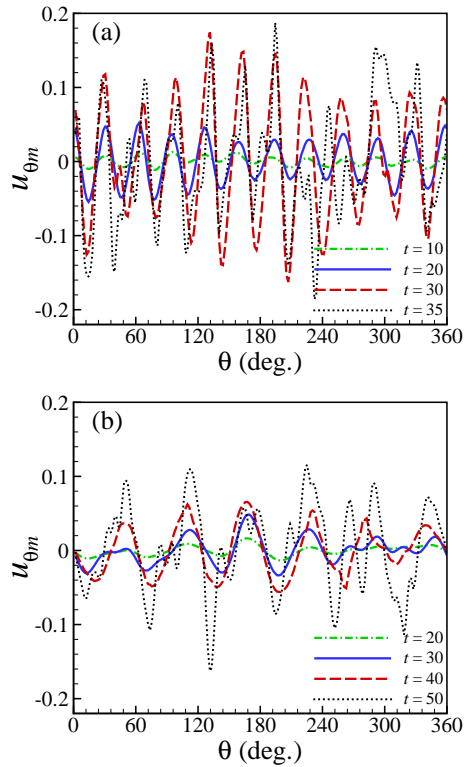 (a)
0.2
0.1
0
-0.1
-0.2
uθm
t = 10
t = 20
t = 30
t = 35
0 60 120 180 240 300 360
θ (deg.)
(b)
0.2
0.1
0
-0.1
-0.2
uθm
t = 20
t = 30
t = 40
t = 50
0 60 120 180 240 300 360
θ (deg.)